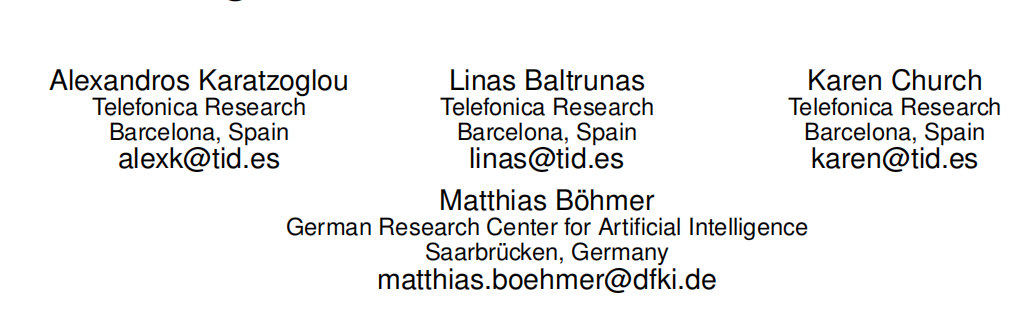 Alexandros Karatzoglou
Telefonica Research
Barcelona, Spain
alexk@tid.es
Linas Baltrunas
Telefonica Research
Barcelona, Spain
linas@tid.es
Karen Church
Telefonica Research
Barcelona, Spain
karen@tid.es
Matthias Böhmer
German Research Center for Artificial Intelligence
Saarbrücken, Germany
matthias.boehmer@dfki.de